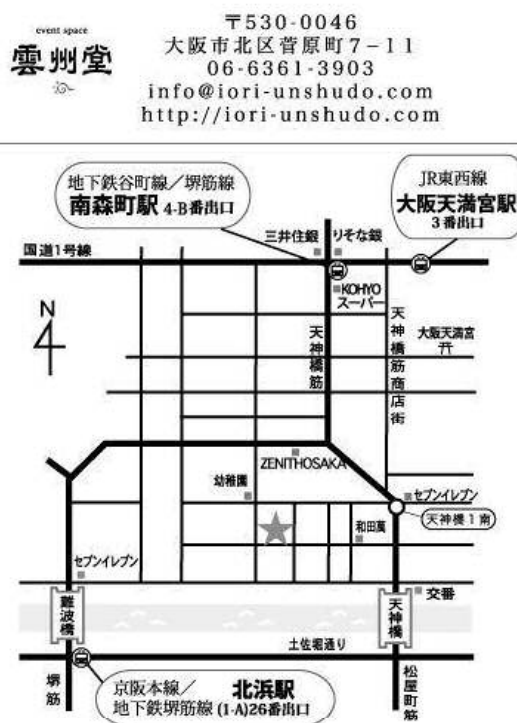 event space
雲州堂
〒530-0046
大阪市北区菅原町7-11
06-6361-3903
info@iori-unshudo.com
http://iori-unshudo.com
地下鉄谷町線／堺筋線
南森町駅 4-B番出口
JR東西線
大阪天満宮駅
3番出口
三井住銀
りそな銀
国道1号線
KOHYO
スーパー
N
天神橋筋
天神橋筋商店街
大阪天満宮
ZENITHOSAKA
幼稚園
セブンイレブン
天神橋1南
和田萬
セブンイレブン
交番
難波橋
天神橋
土佐堀通り
堺筋
京阪本線／
地下鉄堺筋線
北浜駅
(1-A)26番出口
松屋町筋